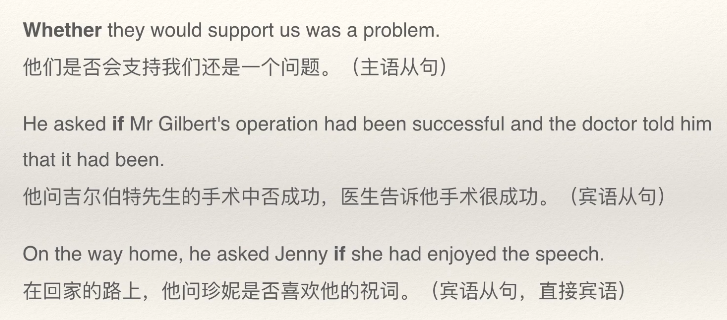 Whether they would support us was a problem.
他们是否会支持我们还是一个问题。（主语从句）
He asked if Mr Gilbert's operation had been successful and the doctor told him
that it had been.
他问吉尔伯特先生的手术中否成功，医生告诉他手术很成功。（宾语从句）
On the way home, he asked Jenny if she had enjoyed the speech.
在回家的路上，他问珍妮是否喜欢他的祝词。（宾语从句，直接宾语）